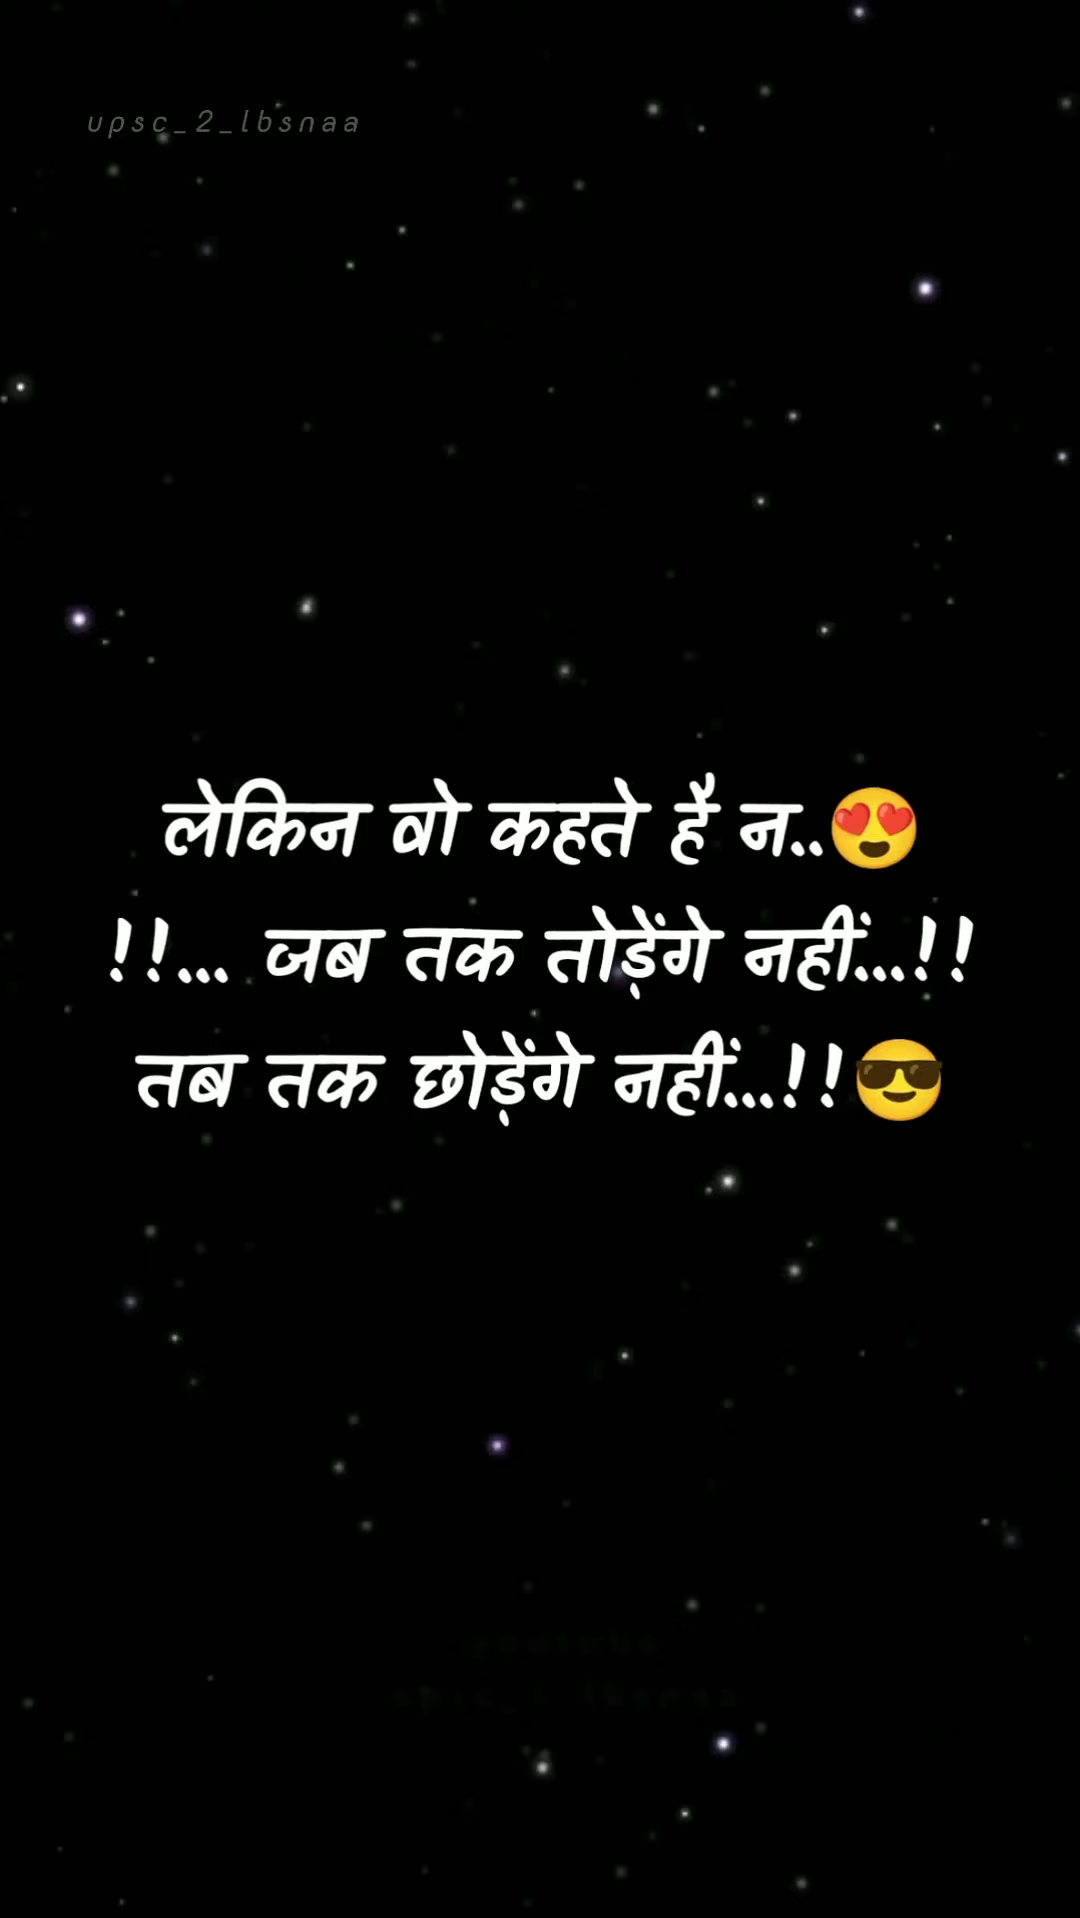 upsc_2_lbsnaa
लेकिन वो कहते है न..😍
!!... जब तक तोड़ेंगे नहीं...!!
तब तक छोड़ेंगे नहीं...!!😎